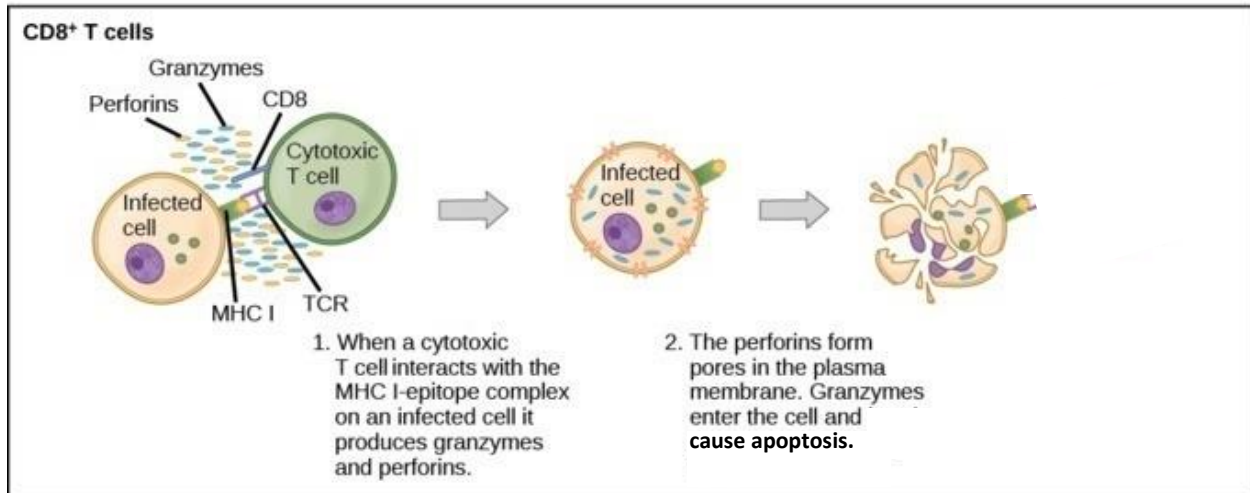 CD8⁺ T cells
Granzymes
Perforins
CD8
Cytotoxic
T cell
Infected
cell
MHC I
TCR
Infected
cell
1. When a cytotoxic
T cell interacts with the
MHC I-epitope complex
on an infected cell it
produces granzymes
and perforins.
2. The perforins form
pores in the plasma
membrane. Granzymes
enter the cell and
cause apoptosis.